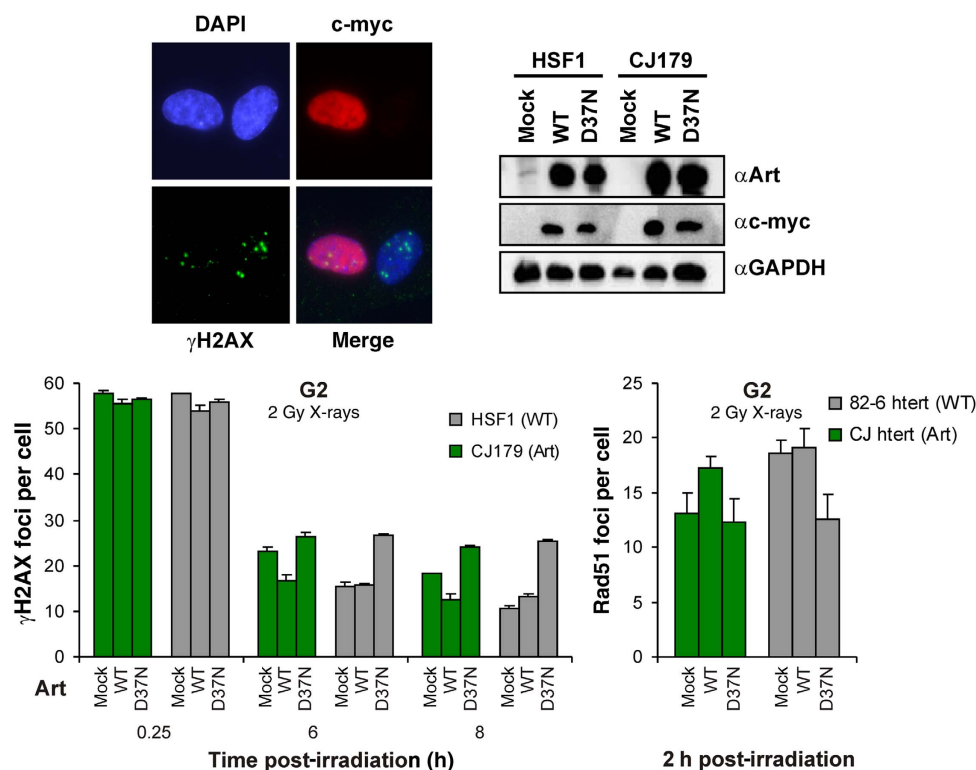 DAPI c-myc
γH2AX Merge
HSF1 CJ179
Mock WT D37N Mock WT D37N
αArt
αc-myc
αGAPDH
G2
2 Gy X-rays
HSF1 (WT)
CJ179 (Art)
γH2AX foci per cell
60
50
40
30
20
10
0
Art Mock WT D37N Mock WT D37N Mock WT D37N Mock WT D37N Mock WT D37N Mock WT D37N
0.25 6 8
Time post-irradiation (h)
G2
2 Gy X-rays
82-6 htert (WT)
CJ htert (Art)
Rad51 foci per cell
25
20
15
10
5
0
Mock WT D37N Mock WT D37N
2 h post-irradiation